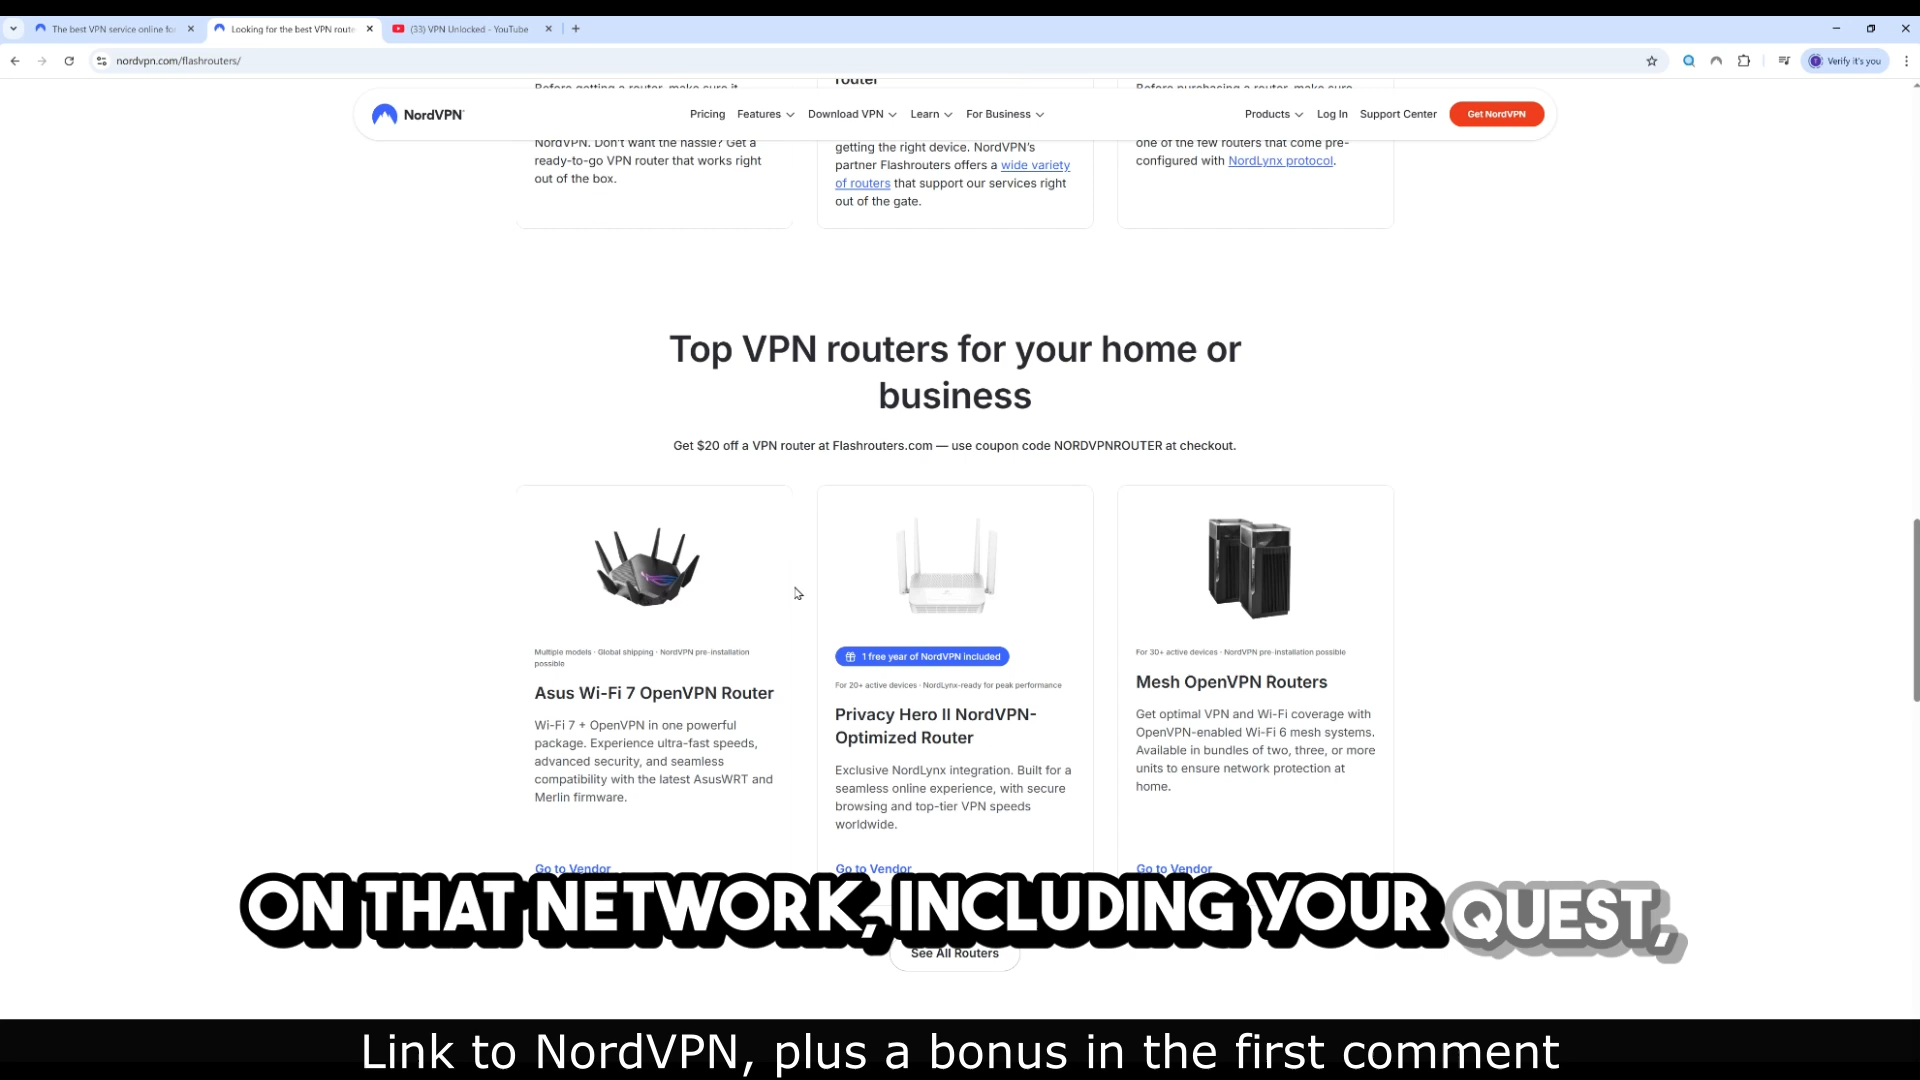 The best VPN service online for
Looking for the best VPN route
(33) VPN Unlocked - YouTube
nordvpn.com/flashrouters/
Verify it's you
NordVPN
Pricing
Features
Download VPN
Learn
For Business
Products
Log In
Support Center
Get NordVPN
Before getting a router, make sure it
NordVPN. Don't want the hassle? Get a
ready-to-go VPN router that works right
out of the box.
router
getting the right device. NordVPN's
partner Flashrouters offers a wide variety
of routers that support our services right
out of the gate.
Before purchasing a router, make sure
one of the few routers that come pre-
configured with NordLynx protocol.
Top VPN routers for your home or
business
Get $20 off a VPN router at Flashrouters.com — use coupon code NORDVPNROUTER at checkout.
Multiple models · Global shipping · NordVPN pre-installation
possible
Asus Wi-Fi 7 OpenVPN Router
Wi-Fi 7 + OpenVPN in one powerful
package. Experience ultra-fast speeds,
advanced security, and seamless
compatibility with the latest AsusWRT and
Merlin firmware.
Go to Vendor
1 free year of NordVPN included
For 20+ active devices · NordLynx-ready for peak performance
Privacy Hero II NordVPN-
Optimized Router
Exclusive NordLynx integration. Built for a
seamless online experience, with secure
browsing and top-tier VPN speeds
worldwide.
Go to Vendor
For 30+ active devices · NordVPN pre-installation possible
Mesh OpenVPN Routers
Get optimal VPN and Wi-Fi coverage with
OpenVPN-enabled Wi-Fi 6 mesh systems.
Available in bundles of two, three, or more
units to ensure network protection at
home.
Go to Vendor
ON THAT NETWORK, INCLUDING YOUR QUEST,
See All Routers
Link to NordVPN, plus a bonus in the first comment